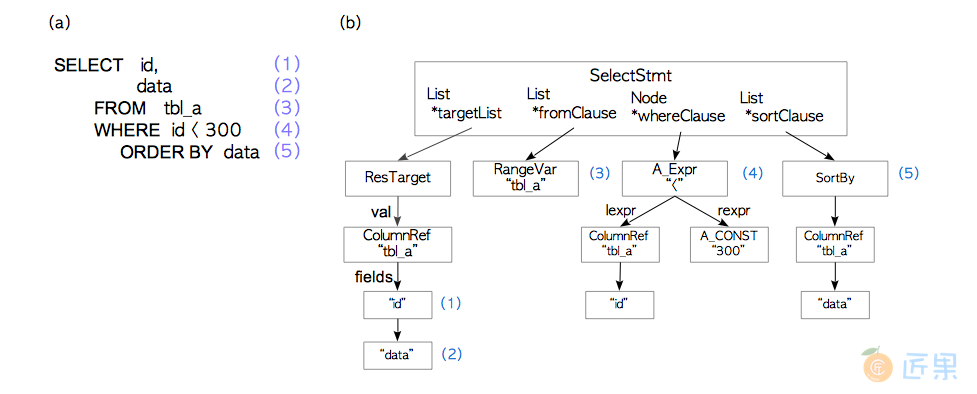 (a)
SELECT id, (1)
data (2)
FROM tbl_a (3)
WHERE id < 300 (4)
ORDER BY data (5)
(b)
SelectStmt
List List Node List
*targetList *fromClause *whereClause *sortClause
ResTarget
RangeVar
"tbl_a"
(3)
A_Expr
"<"
(4)
SortBy
(5)
val
lexpr
rexpr
ColumnRef
"tbl_a"
ColumnRef
"tbl_a"
A_CONST
"300"
ColumnRef
"tbl_a"
fields
"id"
(1)
"id"
"data"
"data"
(2)
匠
匠果